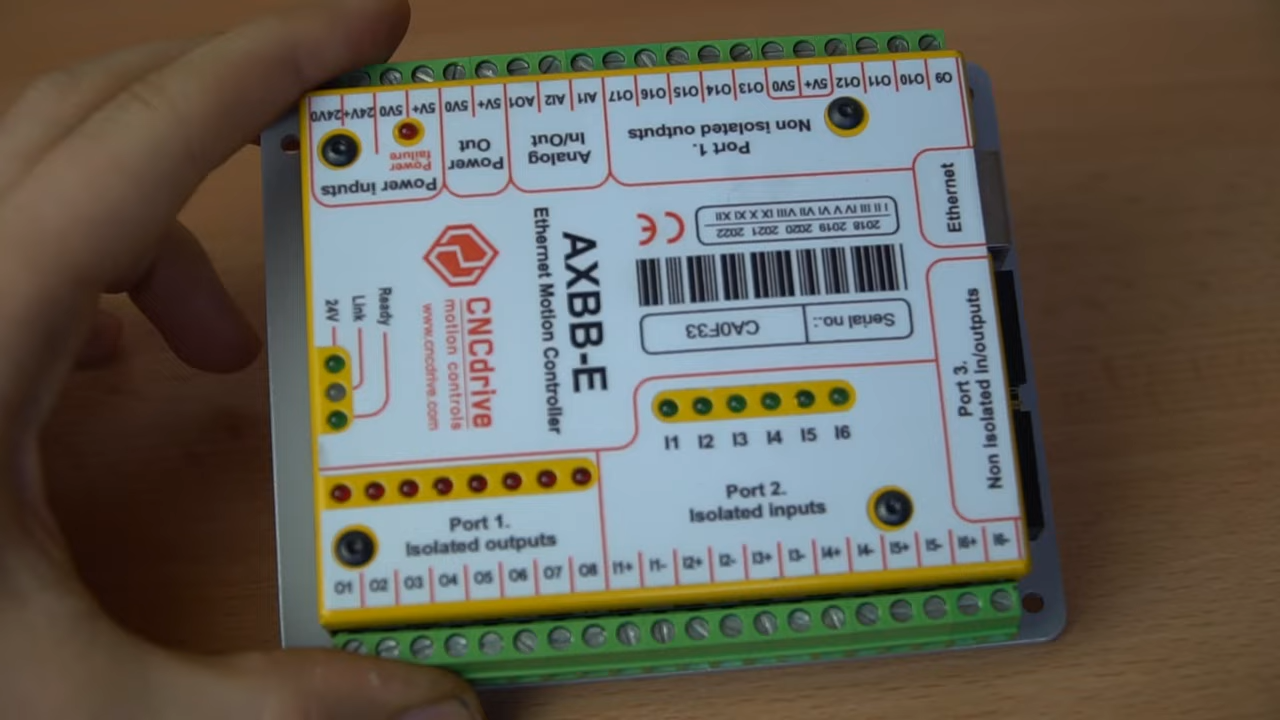 24V0
24V+
5V0
5V+
5V0
5V+
AO1
AI2
AI1
O17
O16
O15
O14
O13
5V0
5V+
O12
O11
O10
O9
Power inputs
Power
failure
Power
Out
Analog
In/Out
Port 1.
Non isolated outputs
Ethernet
I II III IV V VI VII VIII IX X XI XII
2018 2019 2020 2021 2022
CE
Serial no.:
CA0F33
AXBB-E
Ethernet Motion Controller
CNCdrive
motion controls
www.cncdrive.com
24V
Link
Ready
Port 3.
Non Isolated in/outputs
I1
I2
I3
I4
I5
I6
Port 2.
Isolated inputs
Port 1.
Isolated outputs
O1
O2
O3
O4
O5
O6
O7
O8
I1+
I1-
I2+
I2-
I3+
I3-
I4+
I4-
I5+
I5-
I6+
I6-